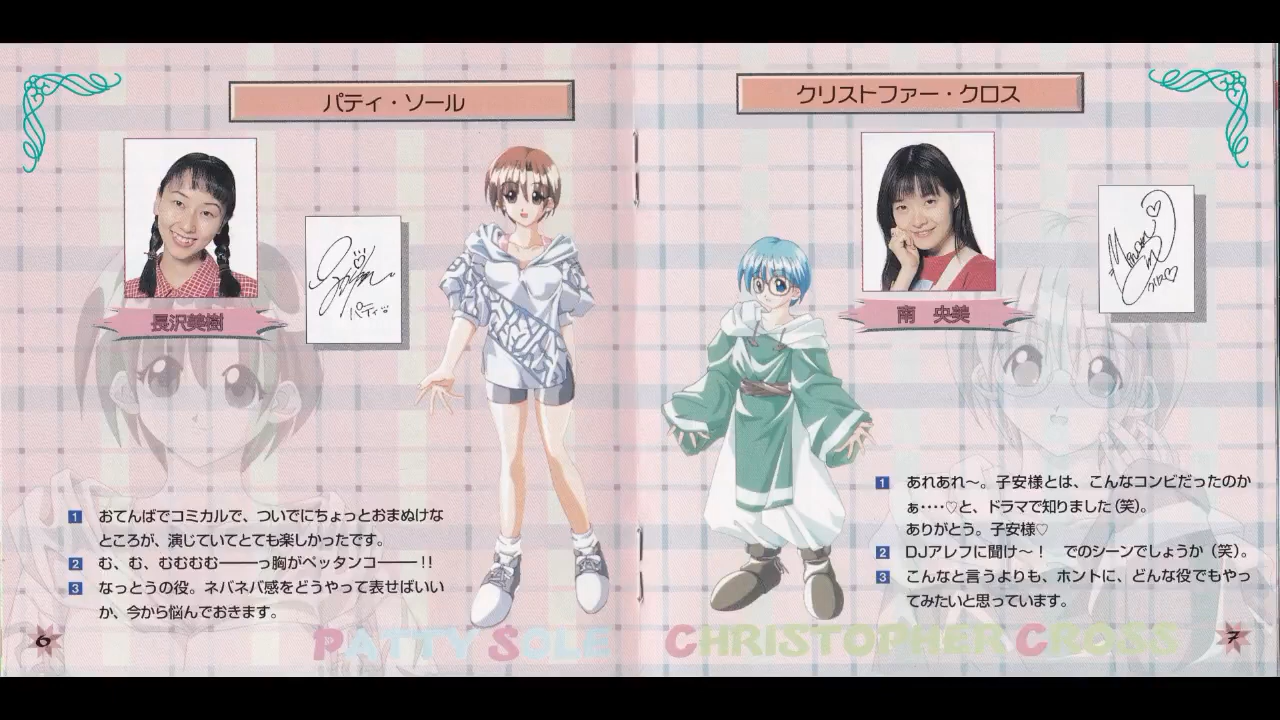 パティ・ソール
長沢美樹
パティ
1 おてんばでコミカルで、ついでにちょっとおまぬけな
ところが、演じていてとても楽しかったです。
2 む、む、むむむむ―――っ胸がペッタンコ――!!
3 なっとうの役。ネバネバ感をどうやって表せばいい
か、今から悩んでおきます。
6
PATTY SOLE
クリストファー・クロス
南 央美
1 あれあれ〜。子安様とは、こんなコンビだったのか
ぁ‥‥♡と、ドラマで知りました(笑)。
ありがとう。子安様♡
2 DJアレフに聞け〜! でのシーンでしょうか(笑)。
3 こんなと言うよりも、ホントに、どんな役でもやっ
てみたいと思っています。
CHRISTOPHER CROSS
7